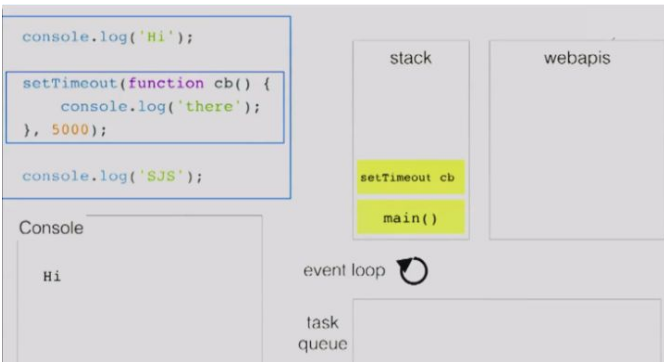 console.log('Hi');
setTimeout(function cb() {
console.log('there');
}, 5000);
console.log('SJS');
Console
Hi
stack
webapis
setTimeout cb
main()
event loop
task
queue